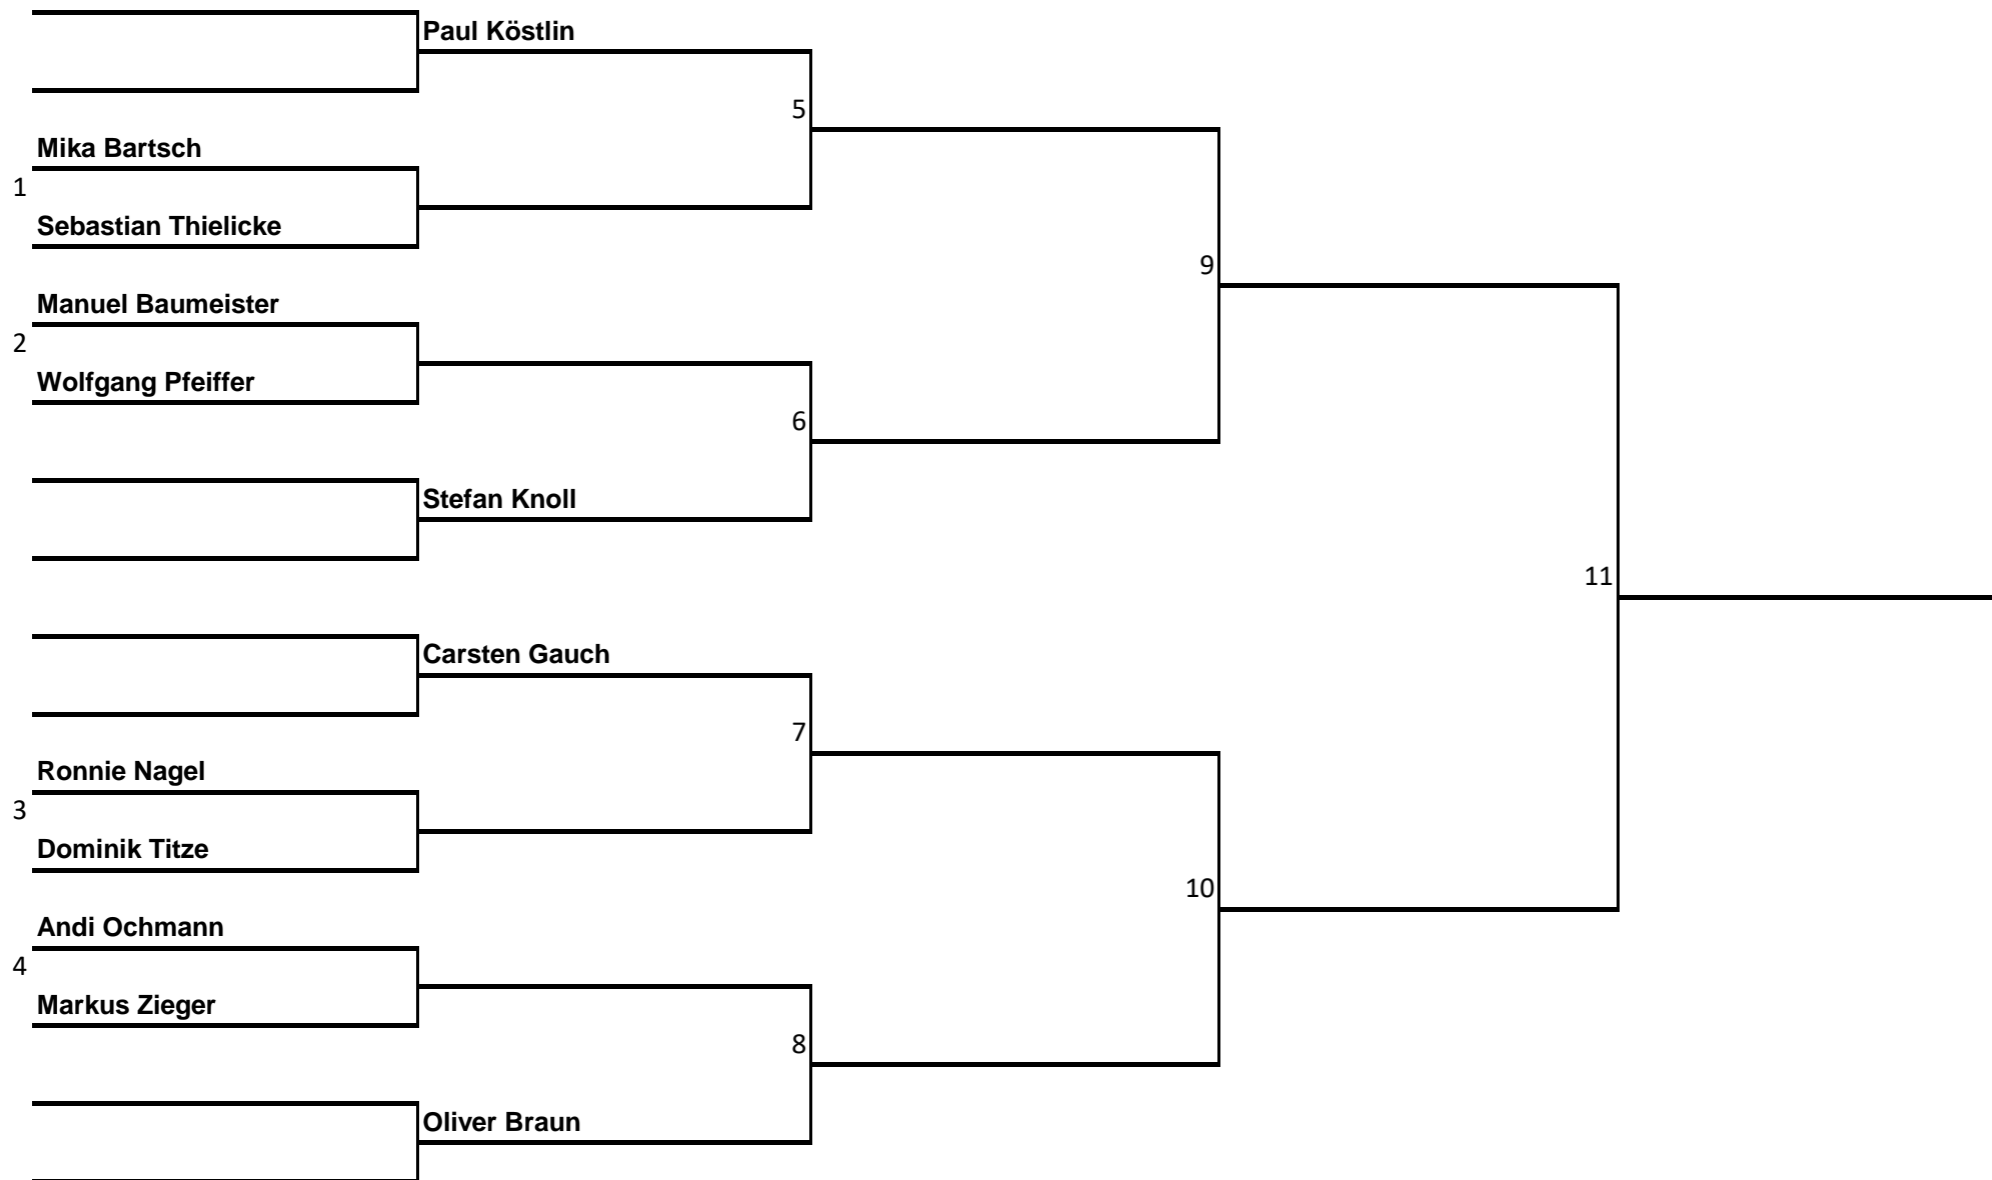 Paul Köstlin
5
Mika Bartsch
1
Sebastian Thielicke
9
Manuel Baumeister
2
Wolfgang Pfeiffer
6
Stefan Knoll
11
Carsten Gauch
7
Ronnie Nagel
3
Dominik Titze
10
Andi Ochmann
4
Markus Zieger
8
Oliver Braun